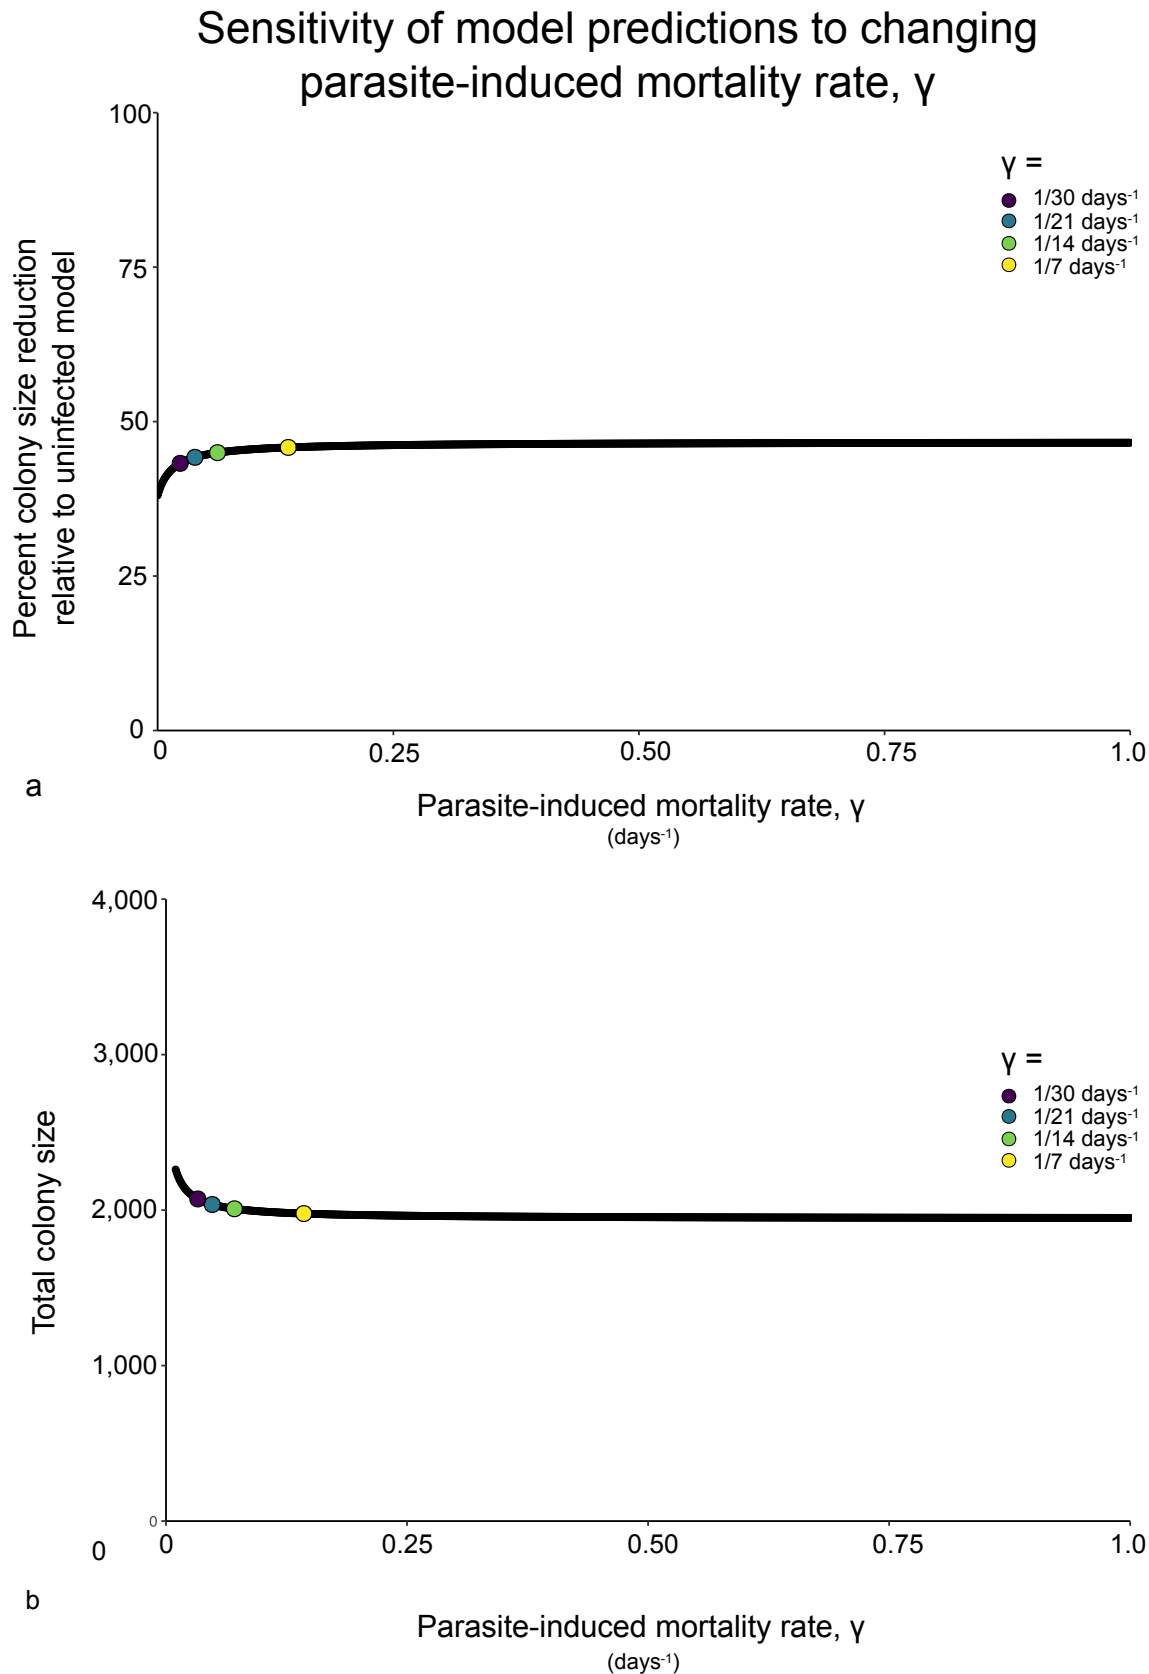 Sensitivity of model predictions to changing
parasite-induced mortality rate, γ
100
75
50
25
0
Percent colony size reduction
relative to uninfected model
γ =
1/30 days-1
1/21 days-1
1/14 days-1
1/7 days-1
0 0.25 0.50 0.75 1.0
a
Parasite-induced mortality rate, γ
(days-1)
4,000
3,000
2,000
1,000
0
Total colony size
γ =
1/30 days-1
1/21 days-1
1/14 days-1
1/7 days-1
0 0 0.25 0.50 0.75 1.0
b
Parasite-induced mortality rate, γ
(days-1)